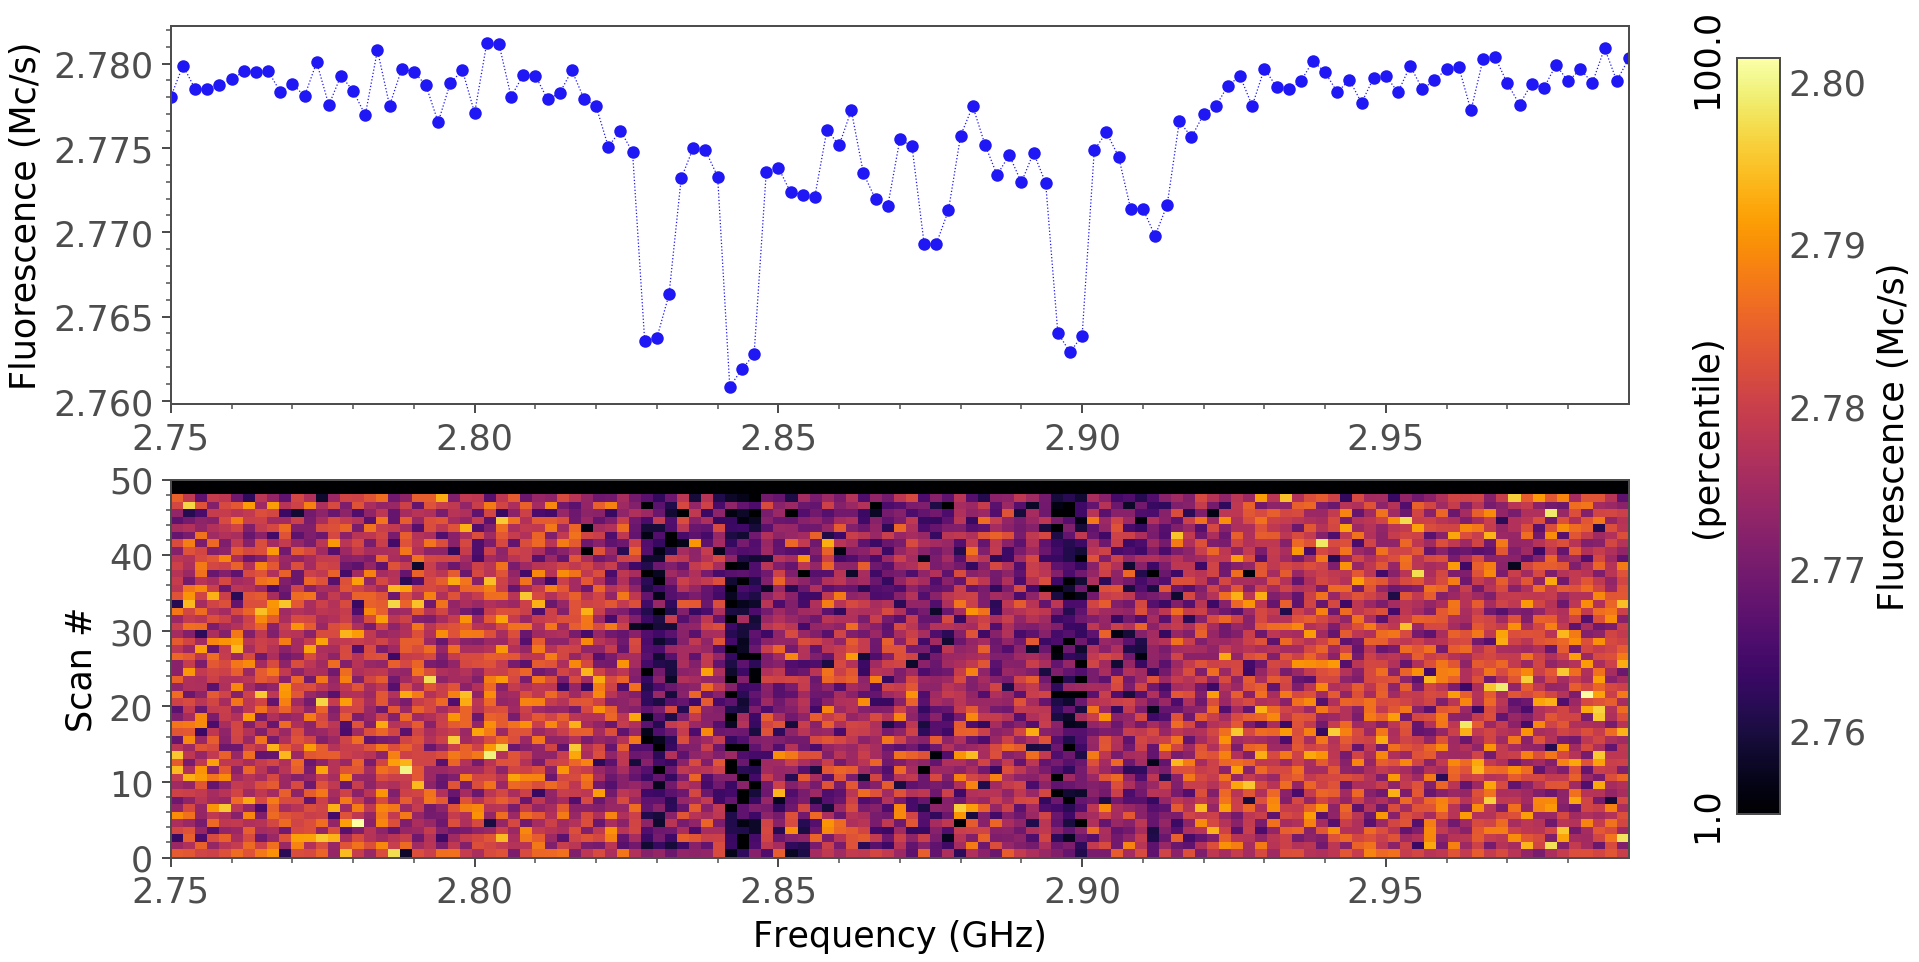 Fluorescence (Mc/s)
2.780
2.775
2.770
2.765
2.760
2.75 2.80 2.85 2.90 2.95
Scan #
50
40
30
20
10
0
2.75 2.80 2.85 2.90 2.95
Frequency (GHz)
1.0 (percentile) 100.0
2.80
2.79
2.78
2.77
2.76
Fluorescence (Mc/s)